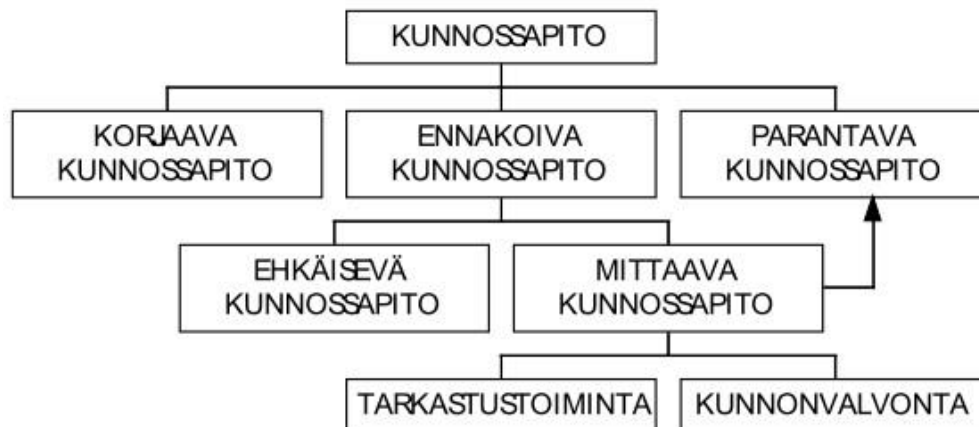 KUNNOSSAPITO
KORJAAVA
KUNNOSSAPITO
ENNAKOIVA
KUNNOSSAPITO
PARANTAVA
KUNNOSSAPITO
EHKÄISEVÄ
KUNNOSSAPITO
MITTAAVA
KUNNOSSAPITO
TARKASTUSTOIMINTA
KUNNONVALVONTA